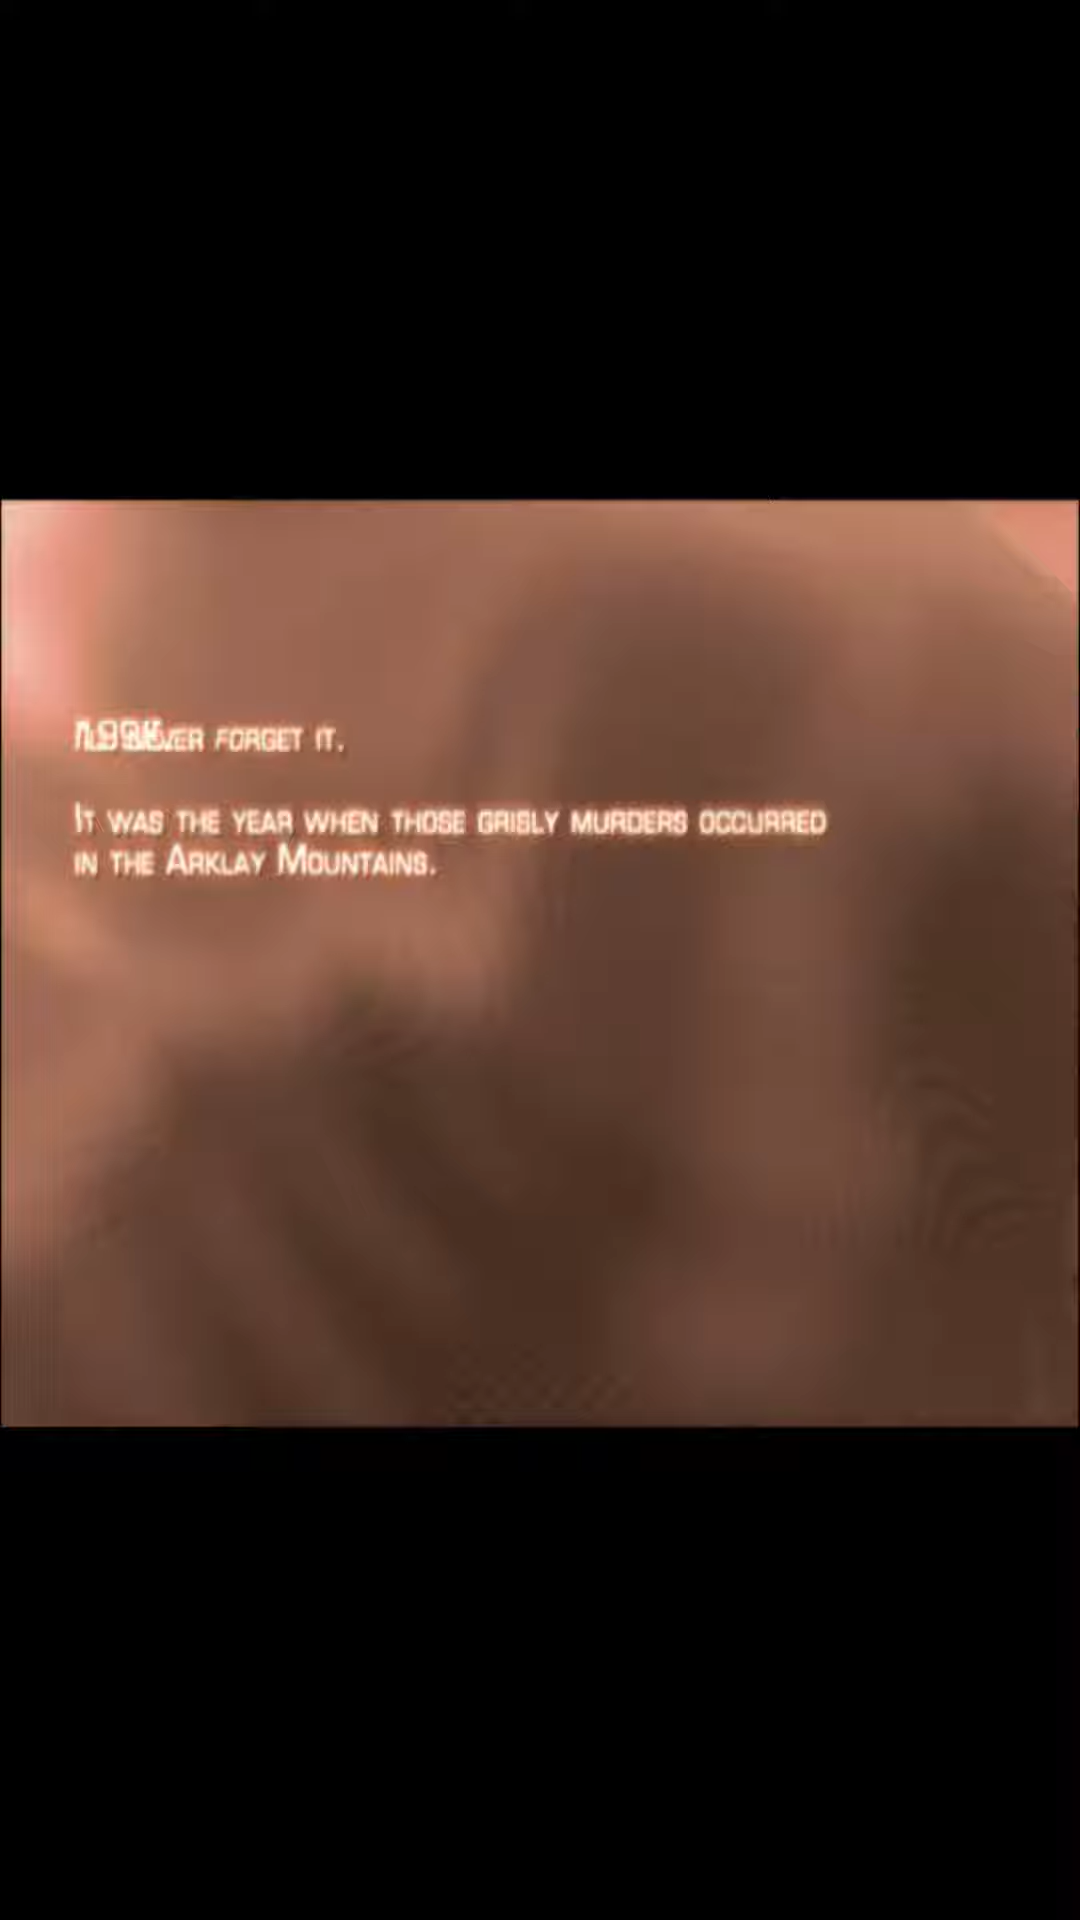 forget it.
It was the year when those grisly murders occurred
in the Arklay Mountains.